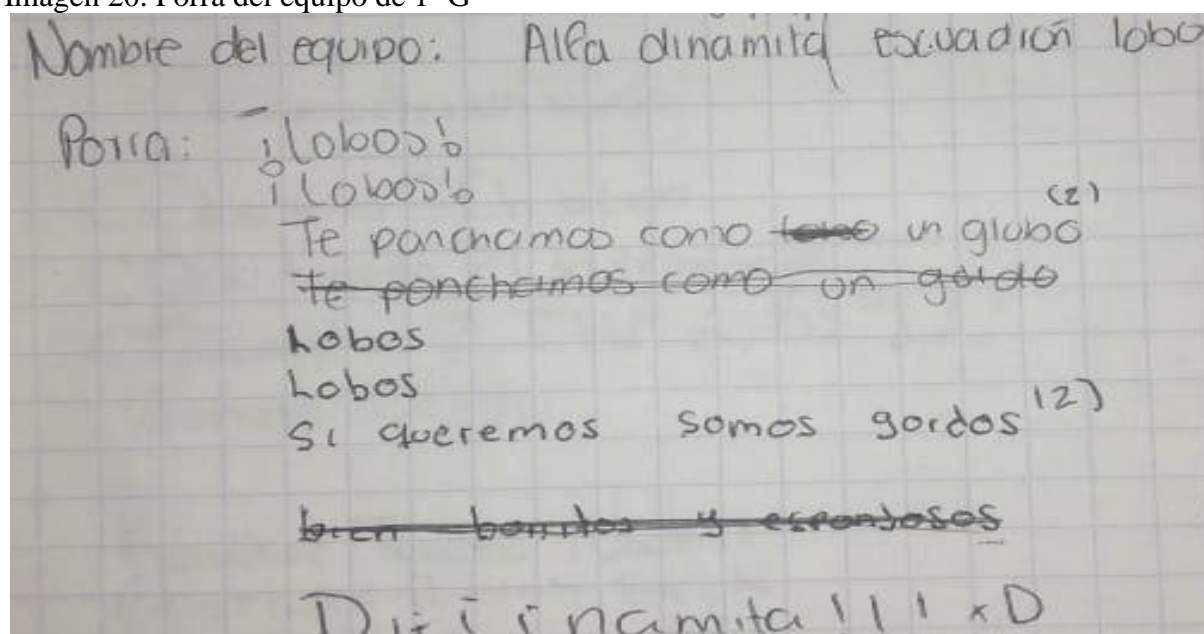 Imagen 20. Porra del equipo de 1° G
Nombre del equipo: Alfa dinamita escuadrón lobo
Porra: ¡lobos!
¡Lobos!
Te ponchamos como un globo (2)
te ponchamos como un gordo
Lobos
Lobos
Si queremos somos gordos (2)
bien bonitos y esponjosos
Diiinamita!!! xD